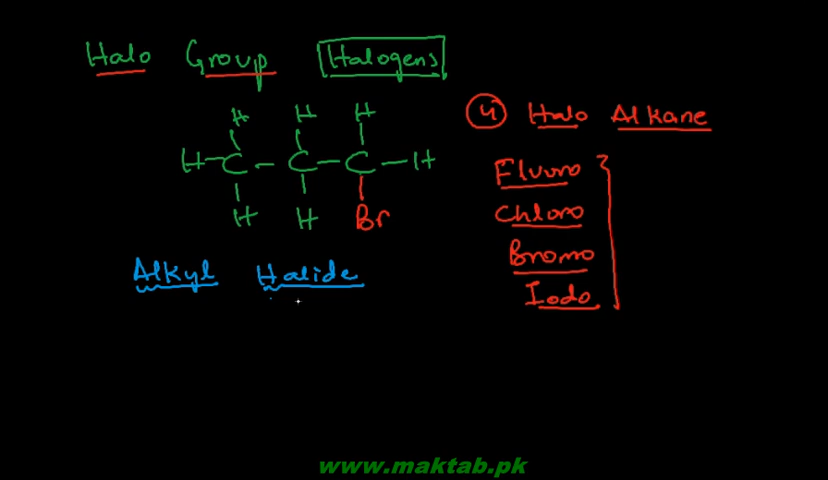 Halo Group Halogens
H H H
H-C-C-C-H
H H Br
Alkyl Halide
4 Halo Alkane
Fluoro
Chloro
Bromo
Iodo
www.maktab.pk